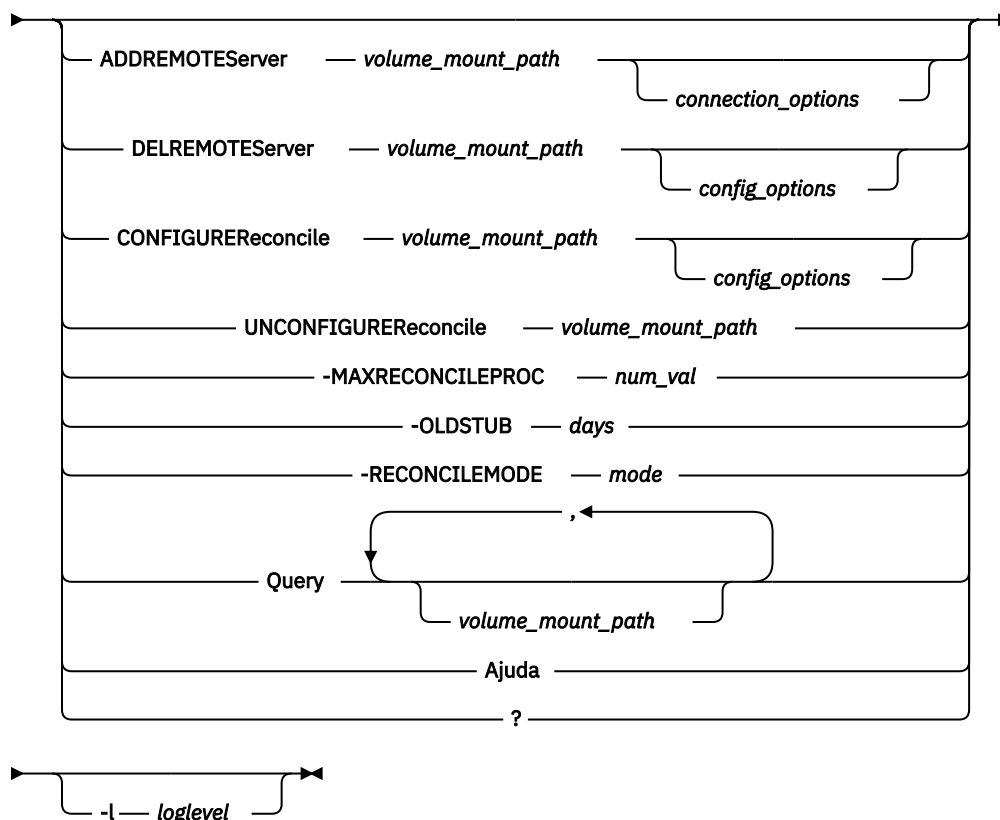 ADDREMOTEServer volume_mount_path
connection_options
DELREMOTEServer volume_mount_path
config_options
CONFIGUREReconcile volume_mount_path
config_options
UNCONFIGUREReconcile volume_mount_path
-MAXRECONCILEPROC num_val
-OLDSTUB days
-RECONCILEMODE mode
,
Query
volume_mount_path
Ajuda
?
-l loglevel